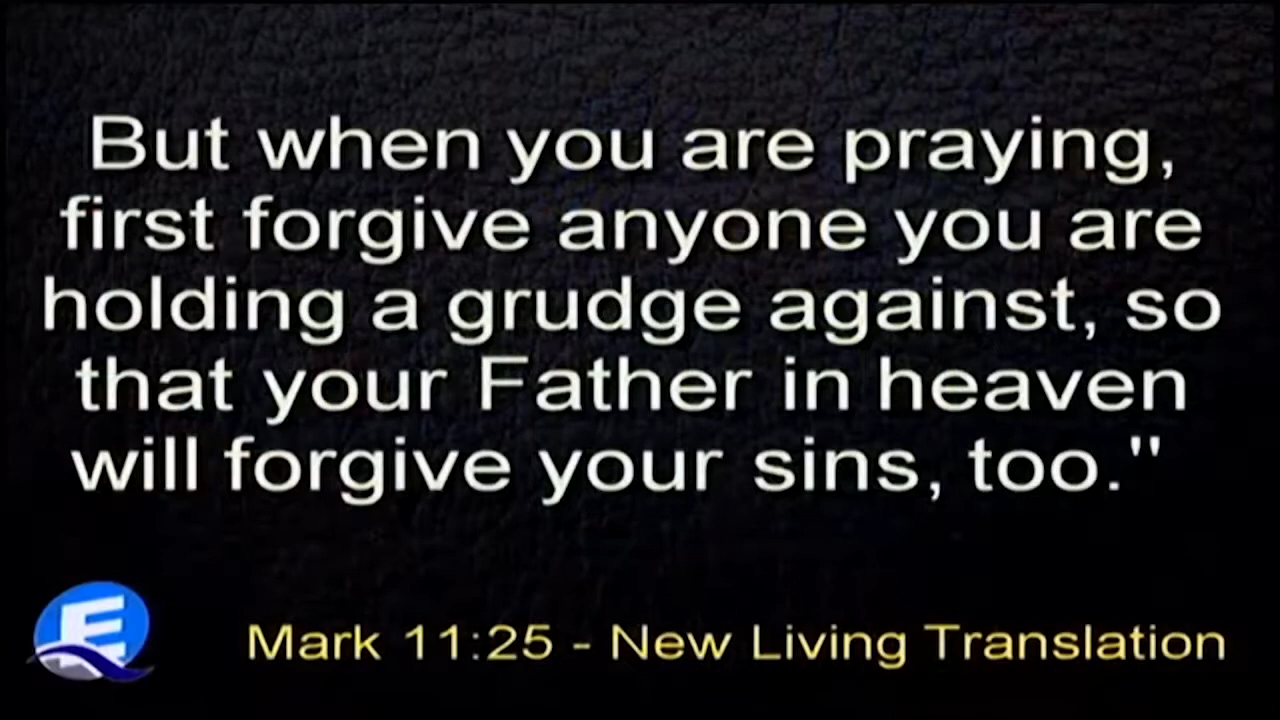 But when you are praying,
first forgive anyone you are
holding a grudge against, so
that your Father in heaven
will forgive your sins, too."
E
Mark 11:25 - New Living Translation